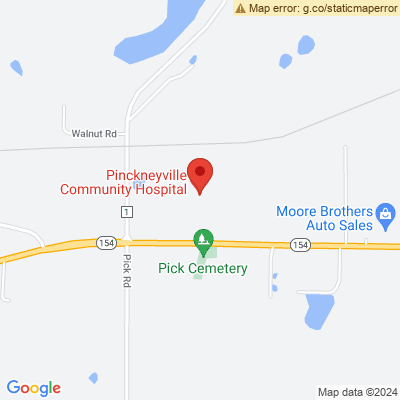 Map error: g.co/staticmaperror
Walnut Rd
Pinckneyville
Community Hospital
1
Moore Brothers
Auto Sales
154
154
Pick Cemetery
Pick Rd
Google
Map data ©2024